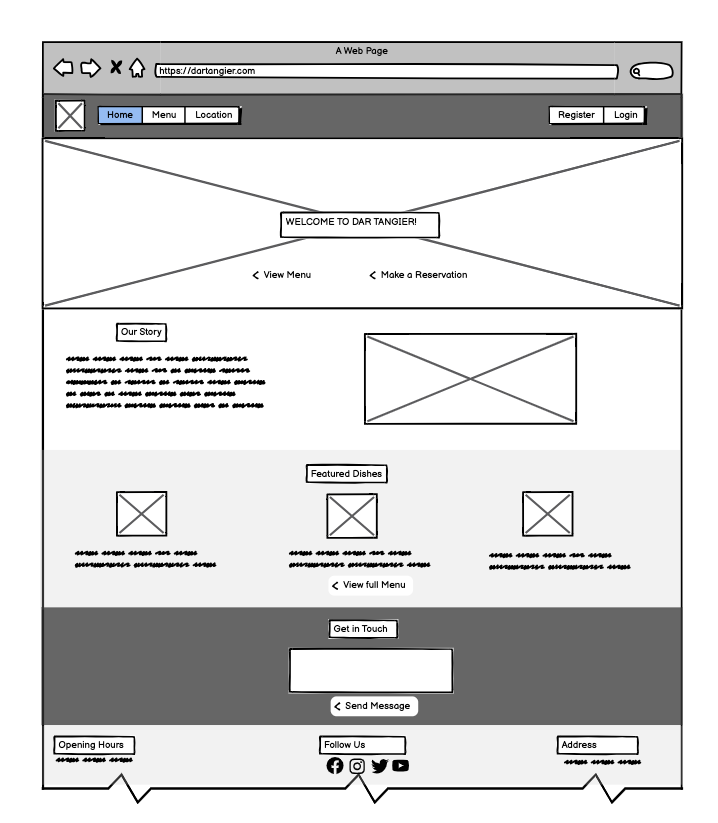 A Web Page
https://dartangier.com
Home Menu Location Register Login
WELCOME TO DAR TANGIER!
View Menu Make a Reservation
Our Story
Featured Dishes
View full Menu
Get in Touch
Send Message
Opening Hours Follow Us Address